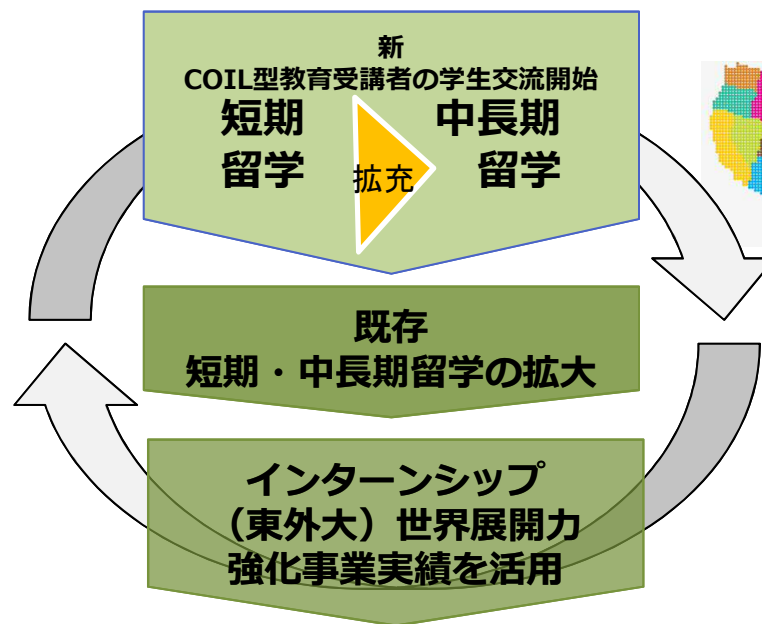 新
COIL型教育受講者の学生交流開始
短期 中長期
留学 拡充 留学
既存
短期・中長期留学の拡大
インターンシップ
（東外大）世界展開力
強化事業実績を活用